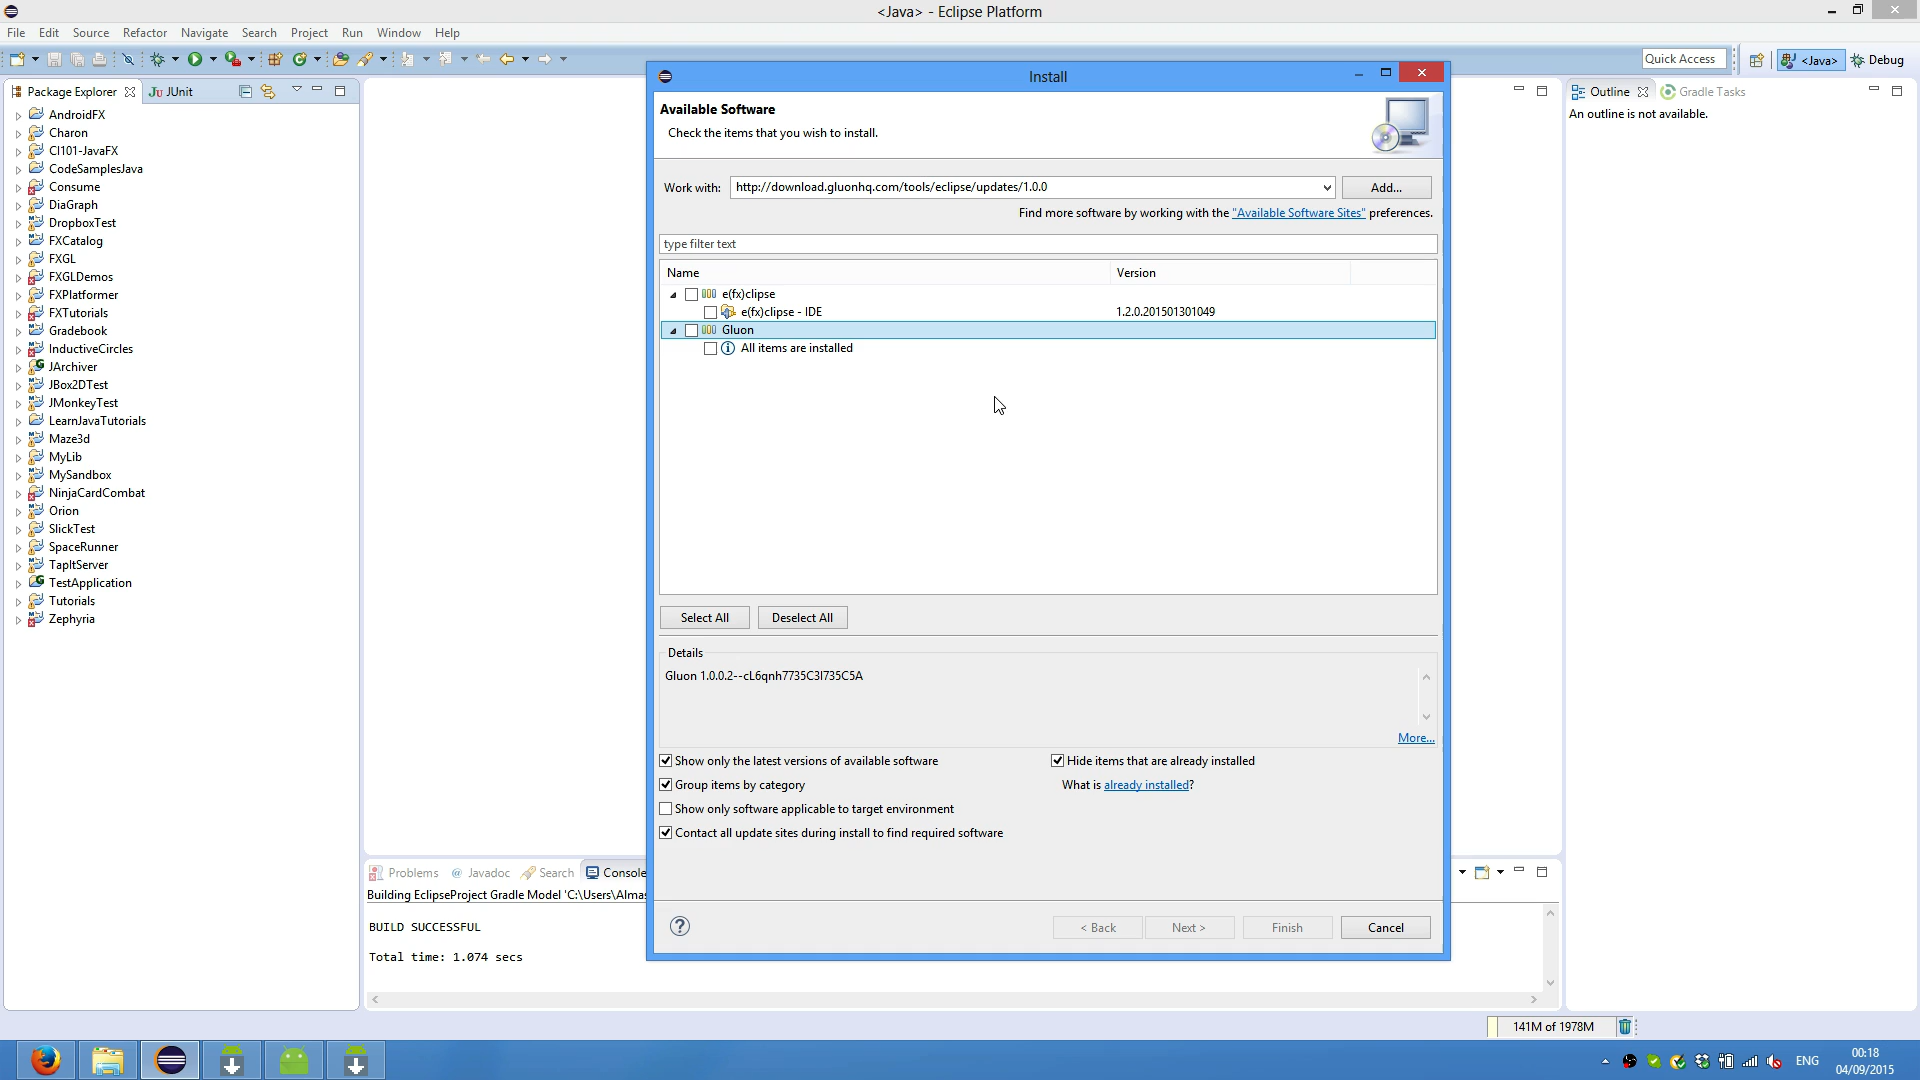 <Java> - Eclipse Platform
File Edit Source Refactor Navigate Search Project Run Window Help
Quick Access <Java> Debug
Package Explorer JUnit
AndroidFX
Charon
CI101-JavaFX
CodeSamplesJava
Consume
DiaGraph
DropboxTest
FXCatalog
FXGL
FXGLDemos
FXPlatformer
FXTutorials
Gradebook
InductiveCircles
JArchiver
JBox2DTest
JMonkeyTest
LearnJavaTutorials
Maze3d
MyLib
MySandbox
NinjaCardCombat
Orion
SlickTest
SpaceRunner
TapItServer
TestApplication
Tutorials
Zephyria
Install
Available Software
Check the items that you wish to install.
Work with: http://download.gluonhq.com/tools/eclipse/updates/1.0.0 Add...
Find more software by working with the "Available Software Sites" preferences.
type filter text
Name Version
e(fx)clipse
e(fx)clipse - IDE 1.2.0.201501301049
Gluon
All items are installed
Select All Deselect All
Details
Gluon 1.0.0.2--cL6qnh7735C3I735C5A
More...
Show only the latest versions of available software Hide items that are already installed
Group items by category What is already installed?
Show only software applicable to target environment
Contact all update sites during install to find required software
< Back Next > Finish Cancel
Outline Gradle Tasks
An outline is not available.
Problems Javadoc Search Console
Building EclipseProject Gradle Model 'C:\Users\Almas
BUILD SUCCESSFUL
Total time: 1.074 secs
141M of 1978M
ENG
00:18
04/09/2015